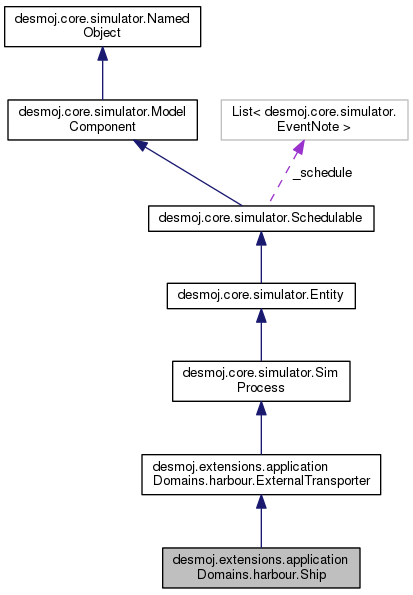 desmoj.core.simulator.Named
Object
desmoj.core.simulator.Model
Component
List< desmoj.core.simulator.
EventNote >
_schedule
desmoj.core.simulator.Schedulable
desmoj.core.simulator.Entity
desmoj.core.simulator.Sim
Process
desmoj.extensions.application
Domains.harbour.ExternalTransporter
desmoj.extensions.application
Domains.harbour.Ship